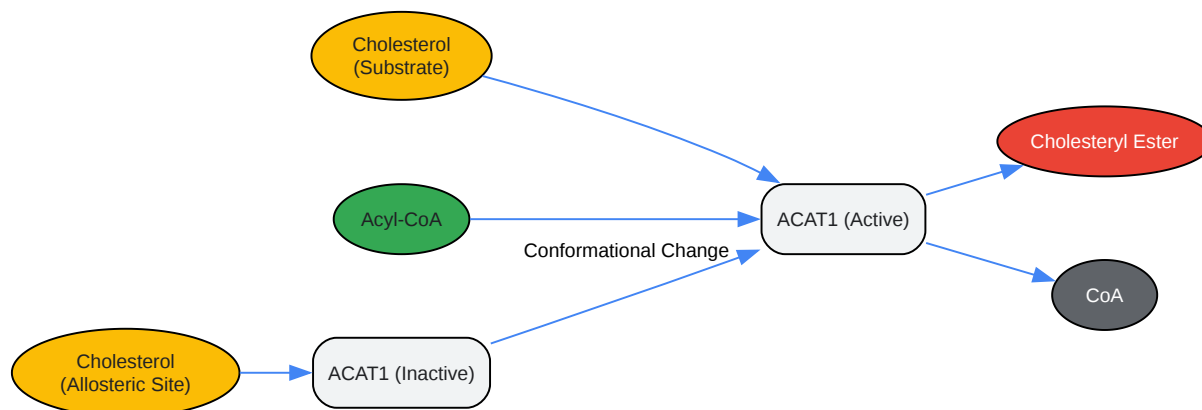 Cholesterol
(Substrate)
Cholesteryl Ester
Acyl-CoA
ACAT1 (Active)
Conformational Change
CoA
Cholesterol
(Allosteric Site)
ACAT1 (Inactive)